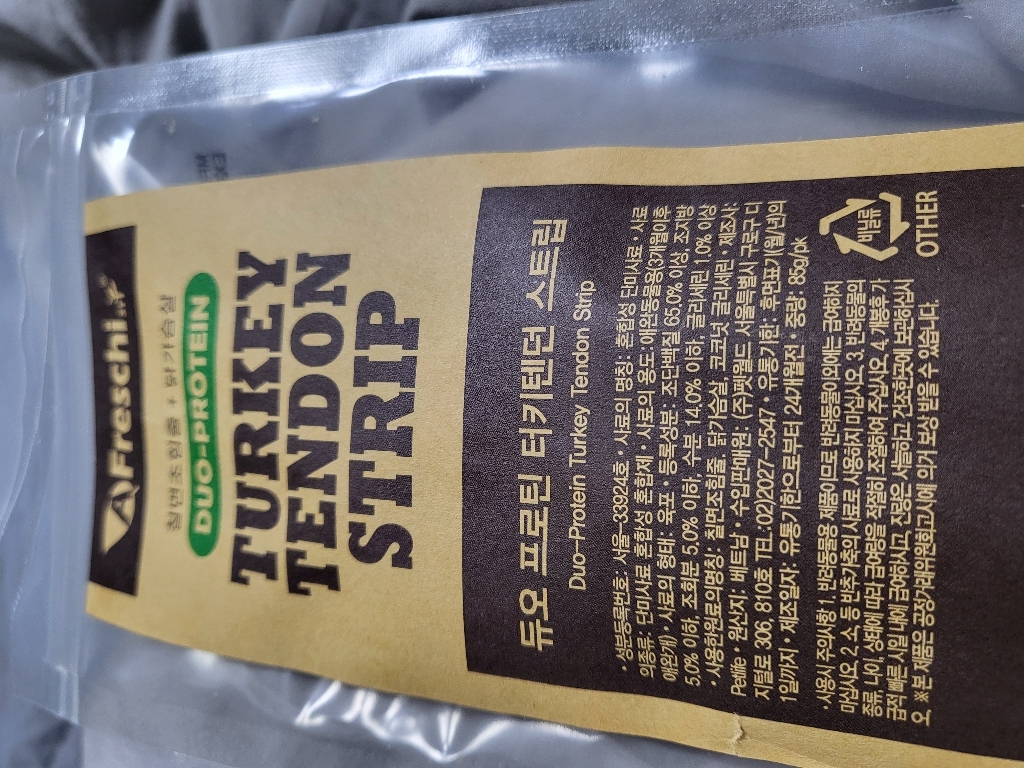 AFreschi
칠면조힘줄 + 닭가슴살
DUO-PROTEIN
TURKEY
TENDON
STRIP
듀오 프로틴 터키텐던 스트립
Duo-Protein Turkey Tendon Strip
•성분등록번호: 서울-33924호 • 사료의 명칭: 혼합성 단미사료 • 사료
의종류: 단미사료 혼합성 혼합제 • 사료의 용도: 애완동물용(3개월이후
애완개) • 사료의 형태: 육포 • 등록성분: 조단백질 65.0% 이상, 조지방
5.0% 이하, 조회분 5.0% 이하, 수분 14.0% 이하, 글리세린 1.0% 이상
•사용한원료의명칭: 칠면조힘줄, 닭가슴살, 코코넛 글리세린 • 제조사:
Petlife • 원산지: 베트남 • 수입판매원: (주)펫월드 서울특별시 구로구 디
지털로 306, 810호 TEL:02)2027-2547 • 유통기한: 후면표기(월/년)의
1일까지 • 제조일자: 유통기한으로부터 24개월전 • 중량: 85g/pk
•사용시 주의사항 1. 반려동물용 제품이므로 반려동물이외에는 급여하지
마십시오. 2. 소 등 반추가축의 사료로 사용하지 마십시오. 3. 반려동물의
종류, 나이, 상태에 따라 급여량을 적절히 조절하여 주십시오. 4. 개봉후 가
급적 빠른 시일 내에 급여하시고 잔량은 서늘하고 건조한곳에 보관하십시
오. ※본 제품은 공정거래위원회고시에 의거 보상 받을 수 있습니다.
비닐류
OTHER